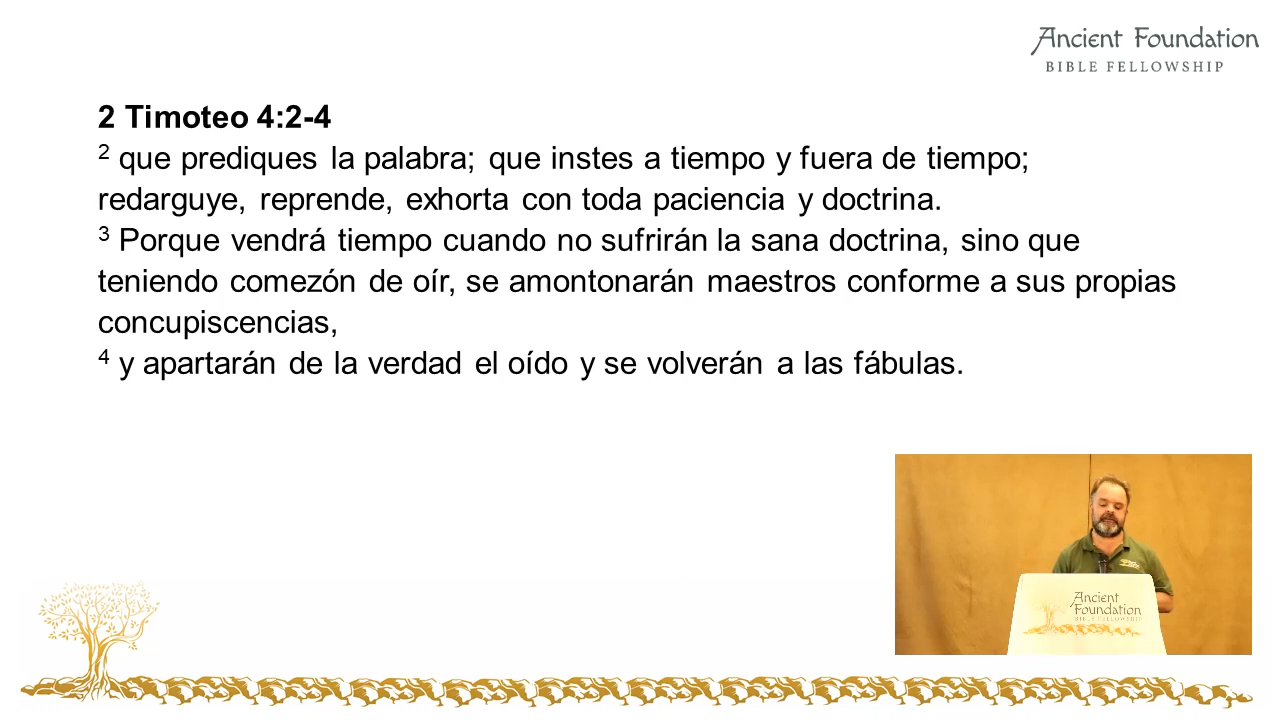 Ancient Foundation
BIBLE FELLOWSHIP
2 Timoteo 4:2-4
2 que prediques la palabra; que instes a tiempo y fuera de tiempo;
redarguye, reprende, exhorta con toda paciencia y doctrina.
3 Porque vendrá tiempo cuando no sufrirán la sana doctrina, sino que
teniendo comezón de oír, se amontonarán maestros conforme a sus propias
concupiscencias,
4 y apartarán de la verdad el oído y se volverán a las fábulas.
Ancient
Foundation
BIBLE FELLOWSHIP